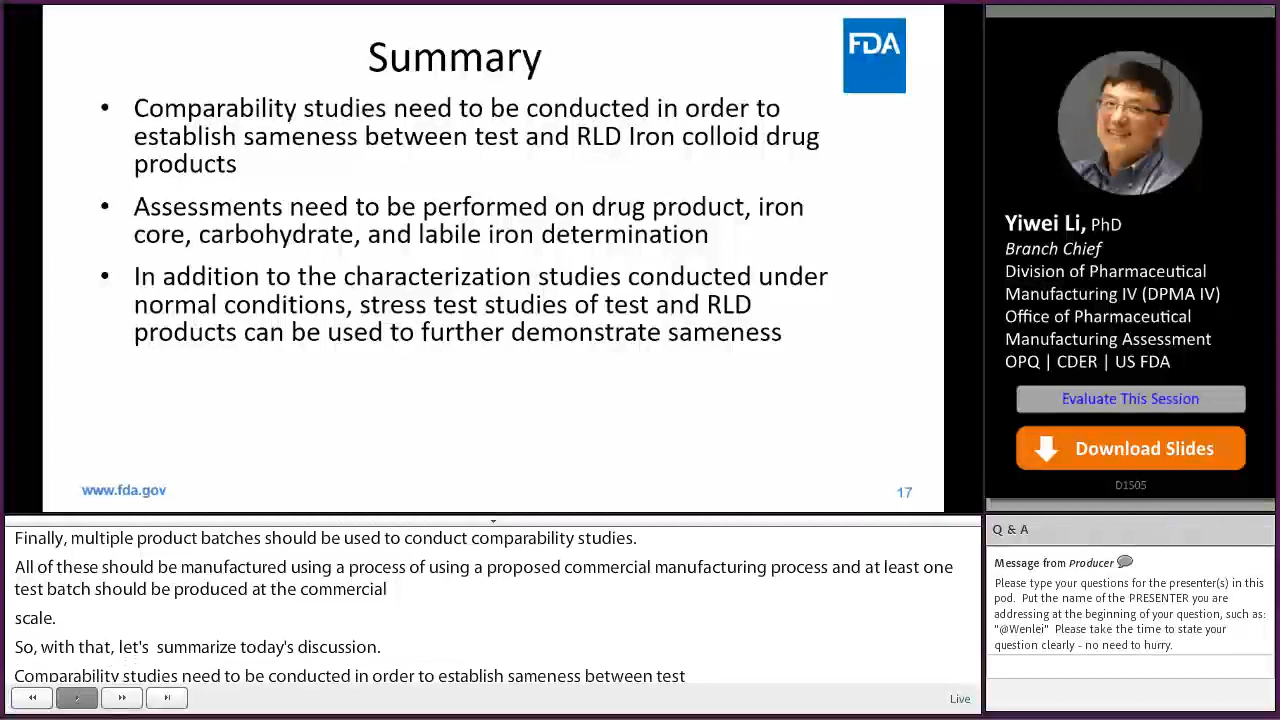 Summary
FDA
• Comparability studies need to be conducted in order to
establish sameness between test and RLD Iron colloid drug
products
• Assessments need to be performed on drug product, iron
core, carbohydrate, and labile iron determination
• In addition to the characterization studies conducted under
normal conditions, stress test studies of test and RLD
products can be used to further demonstrate sameness
www.fda.gov
17
Yiwei Li, PhD
Branch Chief
Division of Pharmaceutical
Manufacturing IV (DPMA IV)
Office of Pharmaceutical
Manufacturing Assessment
OPQ | CDER | US FDA
Evaluate This Session
Download Slides
D1S05
Finally, multiple product batches should be used to conduct comparability studies.
All of these should be manufactured using a process of using a proposed commercial manufacturing process and at least one
test batch should be produced at the commercial
scale.
So, with that, let's  summarize today's discussion.
Comparability studies need to be conducted in order to establish sameness between test
Live
Q & A
Message from Producer
Please type your questions for the presenter(s) in this
pod.  Put the name of the PRESENTER you are
addressing at the beginning of your question, such as:
"@Wenlei"  Please take the time to state your
question clearly - no need to hurry.